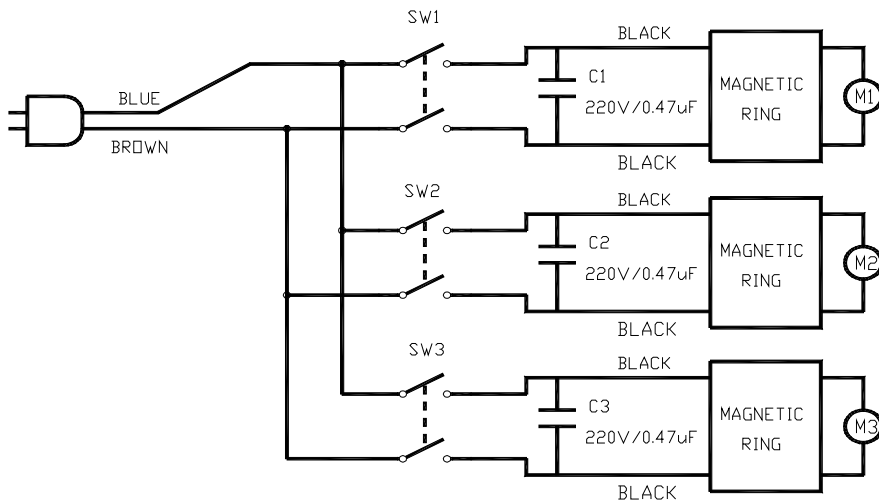 SW1
BLACK
BLUE
C1
220V/0.47uF
MAGNETIC
RING
M1
BROWN
BLACK
SW2
BLACK
C2
220V/0.47uF
MAGNETIC
RING
M2
BLACK
SW3
BLACK
C3
220V/0.47uF
MAGNETIC
RING
M3
BLACK